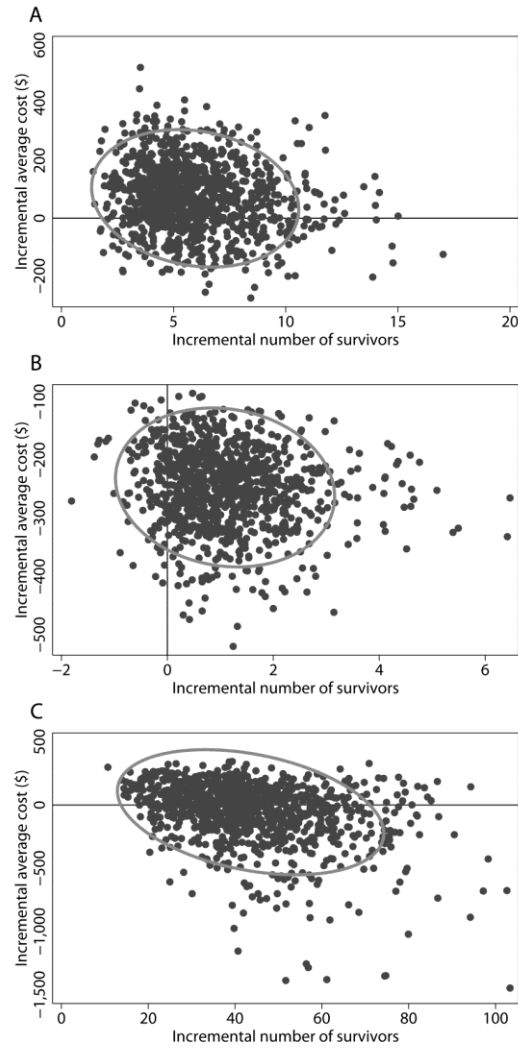 A
Incremental average cost ($)
600
400
200
0
−200
0 5 10 15 20
Incremental number of survivors
B
Incremental average cost ($)
−100
−200
−300
−400
−500
−2 0 2 4 6
Incremental number of survivors
C
Incremental average cost ($)
500
0
−500
−1,000
−1,500
0 20 40 60 80 100
Incremental number of survivors